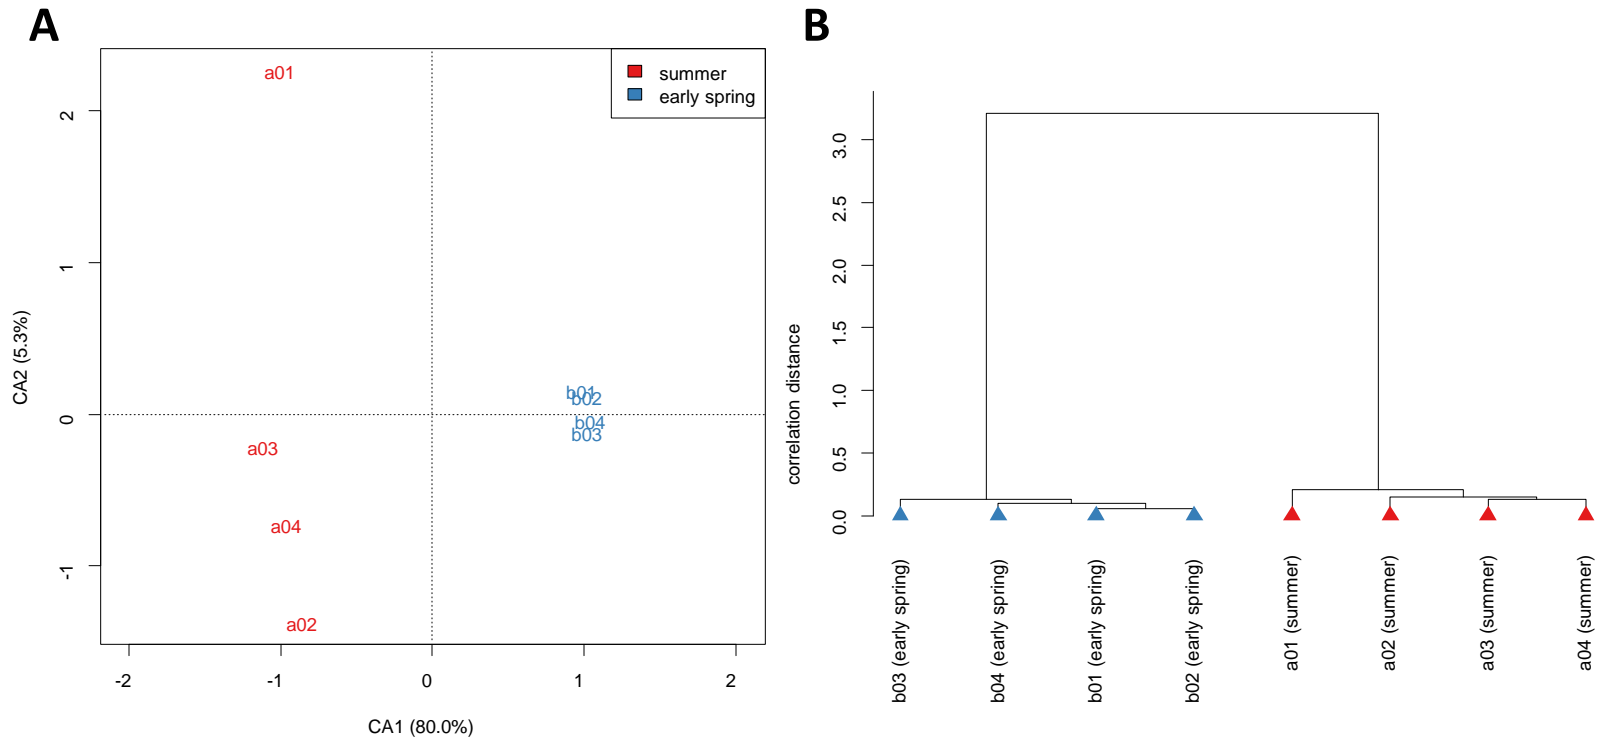 A
a01
summer
early spring
2
1
0
-1
CA2 (5.3%)
b01
b02
b04
b03
a03
a04
a02
-2
-1
0
1
2
CA1 (80.0%)
B
3.0
2.5
2.0
1.5
1.0
0.5
0.0
correlation distance
b03 (early spring)
b04 (early spring)
b01 (early spring)
b02 (early spring)
a01 (summer)
a02 (summer)
a03 (summer)
a04 (summer)